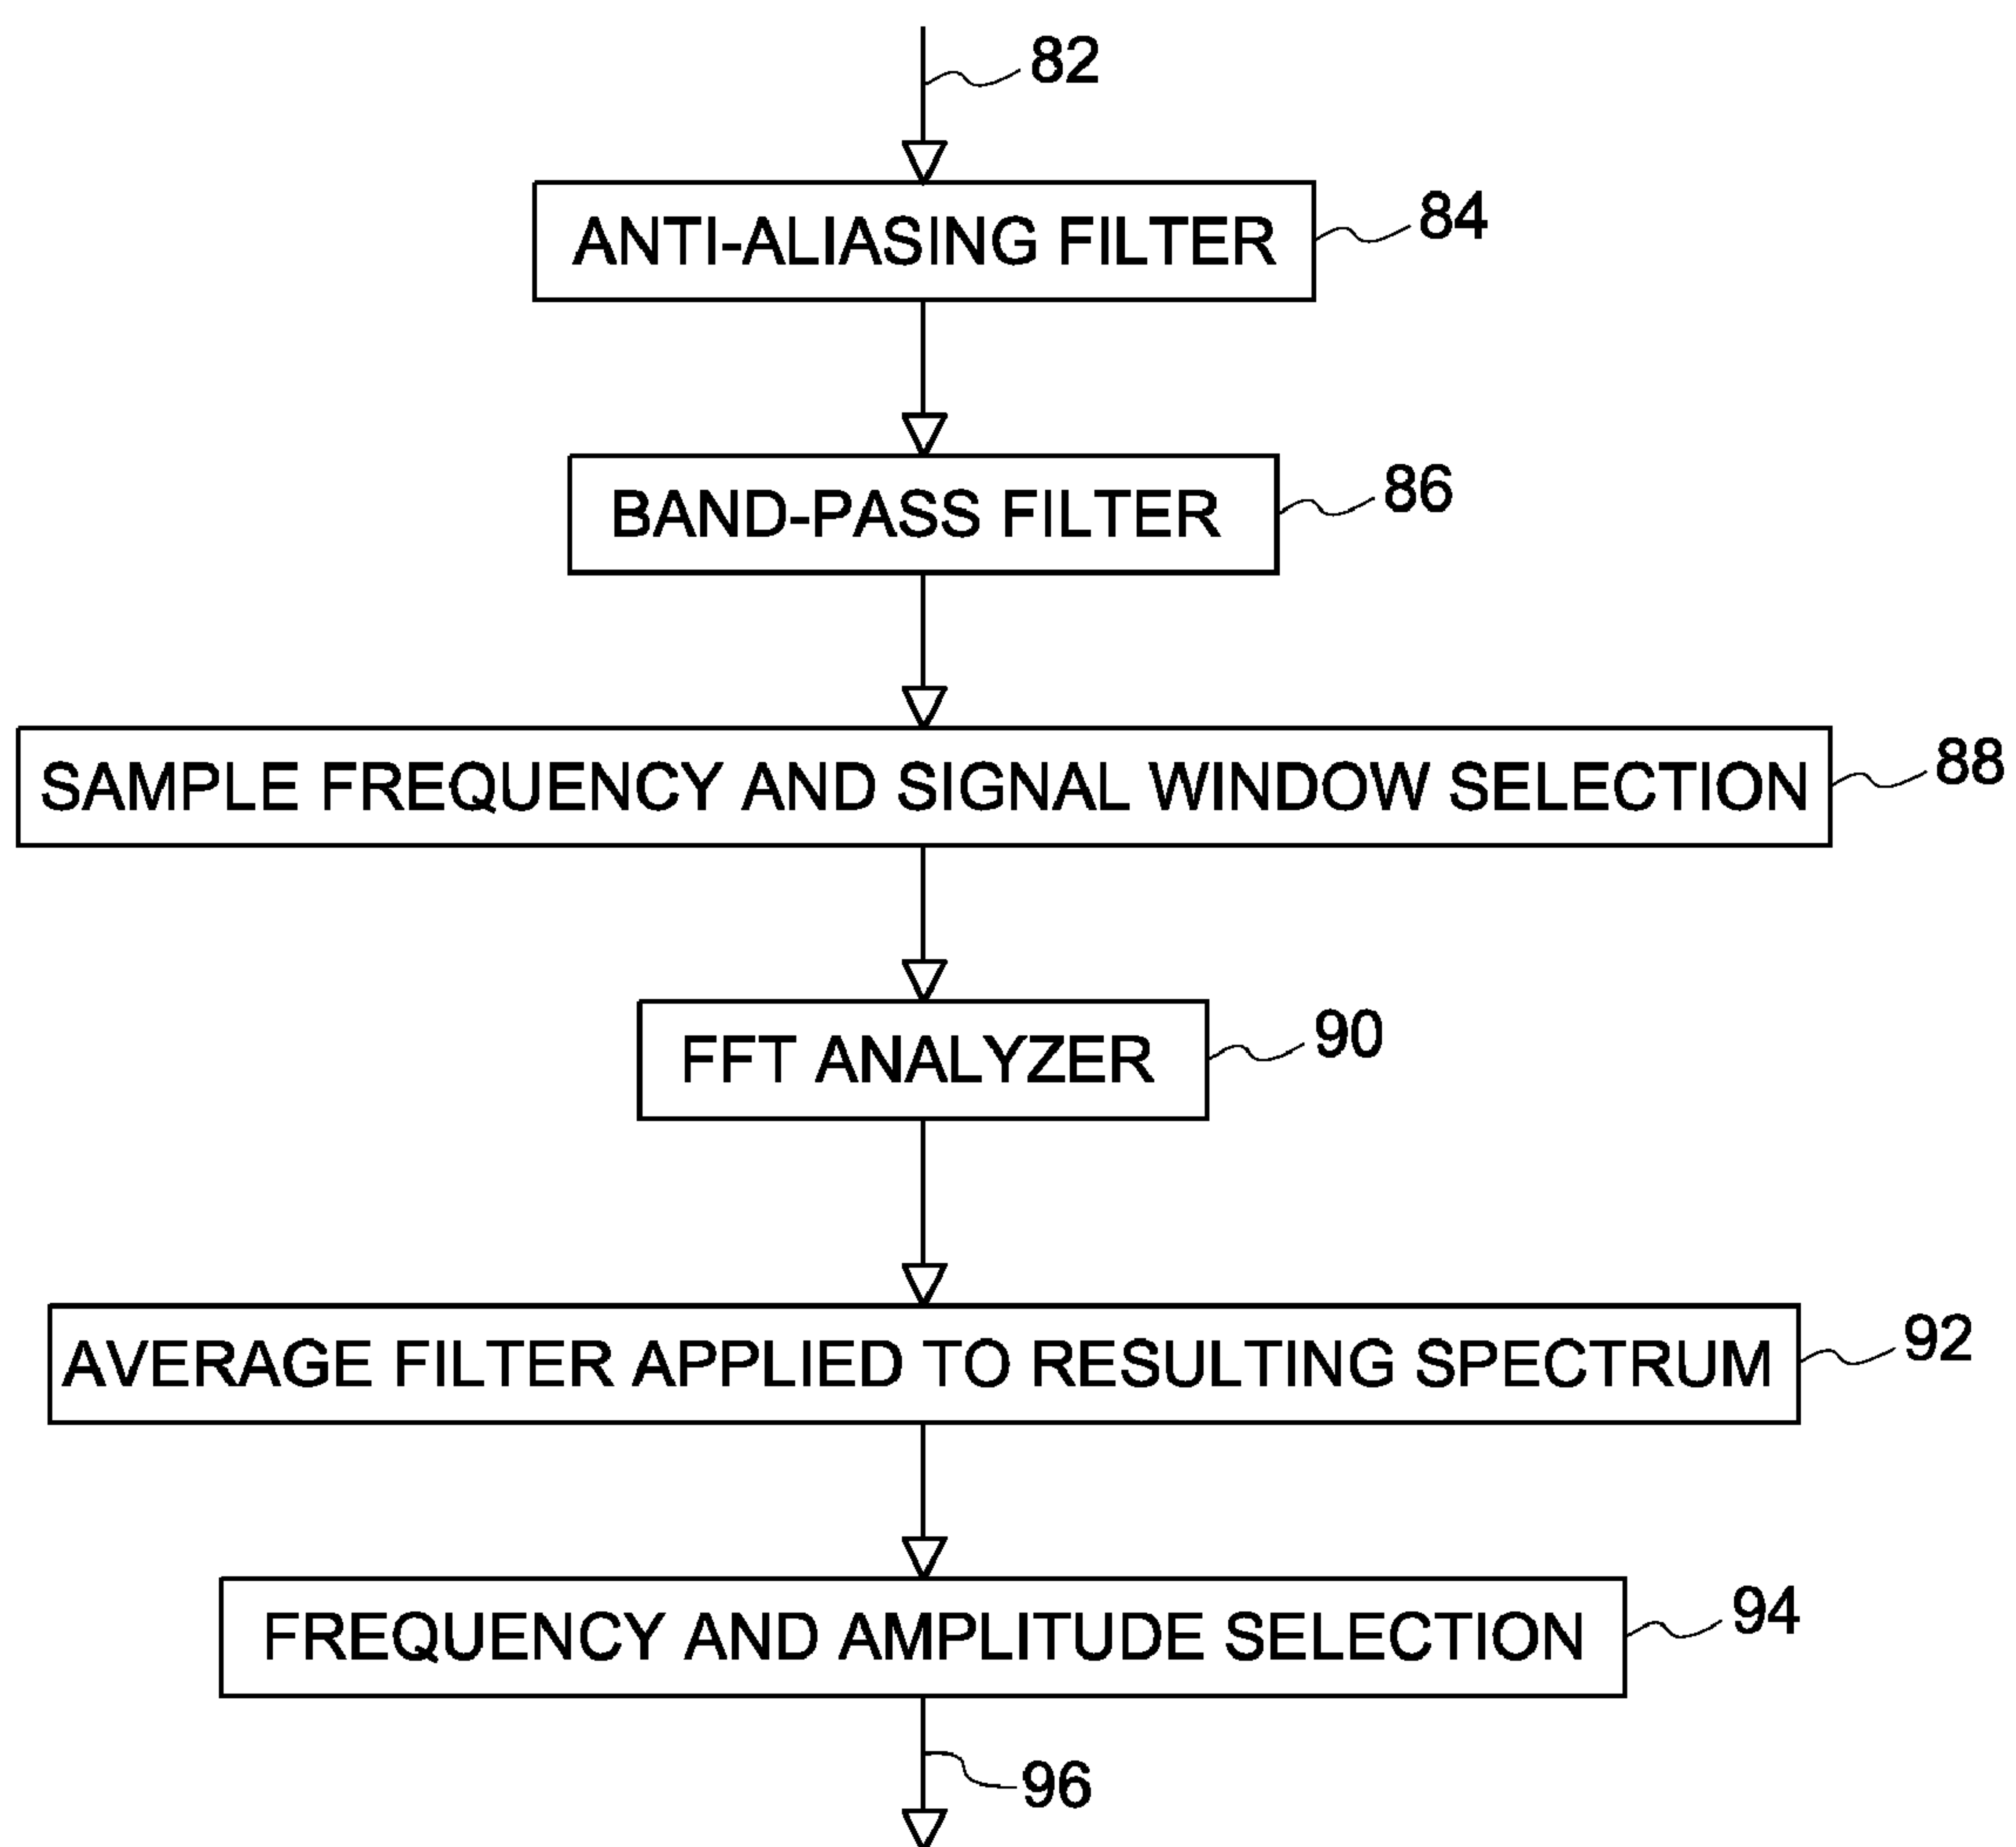 82
ANTI-ALIASING FILTER
84
BAND-PASS FILTER
86
SAMPLE FREQUENCY AND SIGNAL WINDOW SELECTION
88
FFT ANALYZER
90
AVERAGE FILTER APPLIED TO RESULTING SPECTRUM
92
FREQUENCY AND AMPLITUDE SELECTION
94
96